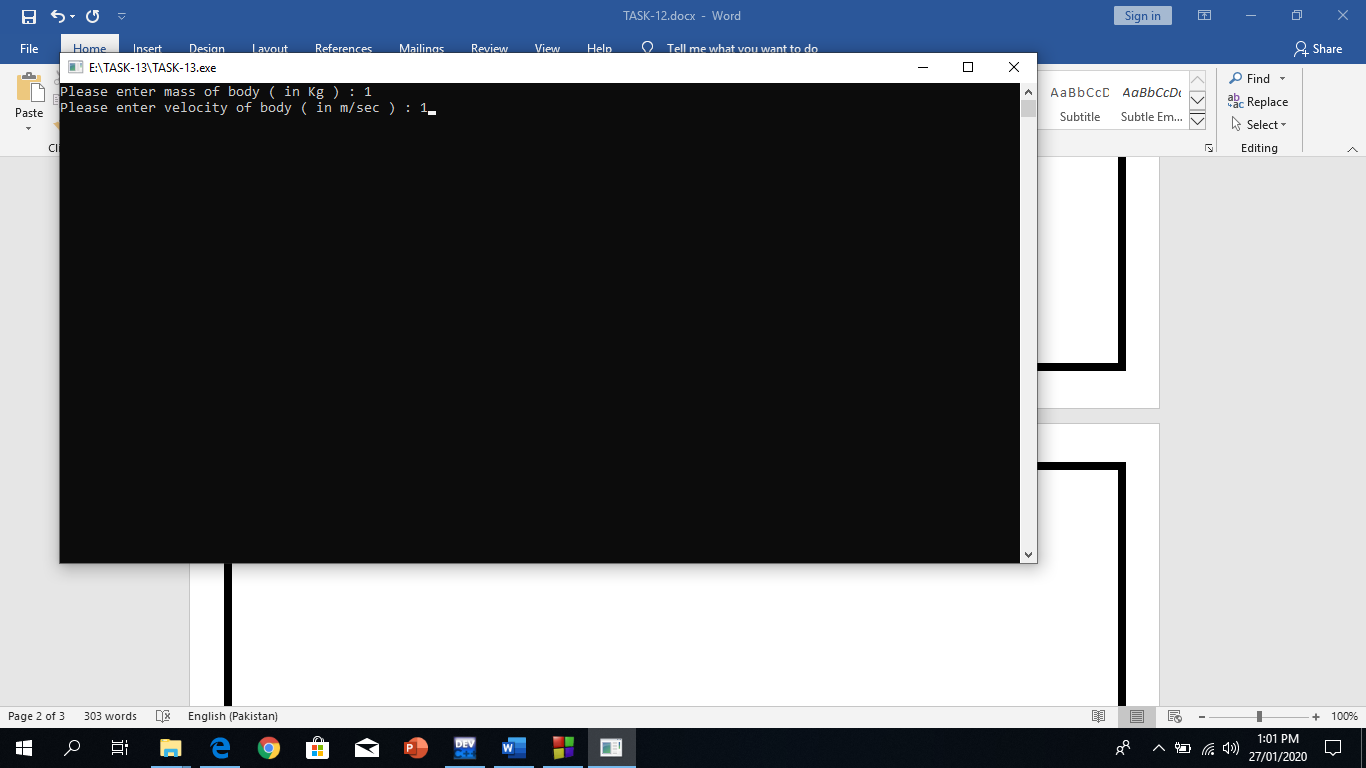 TASK-12.docx - Word
Sign in
File Home Insert Design Layout References Mailings Review View Help Tell me what you want to do Share
E:\TASK-13\TASK-13.exe
Please enter mass of body ( in Kg ) : 1
Please enter velocity of body ( in m/sec ) : 1
Paste
Cli
AaBbCcD AaBbCcDc
Subtitle Subtle Em...
Find
Replace
Select
Editing
Page 2 of 3 303 words English (Pakistan) 100%
DEV
1:01 PM
27/01/2020